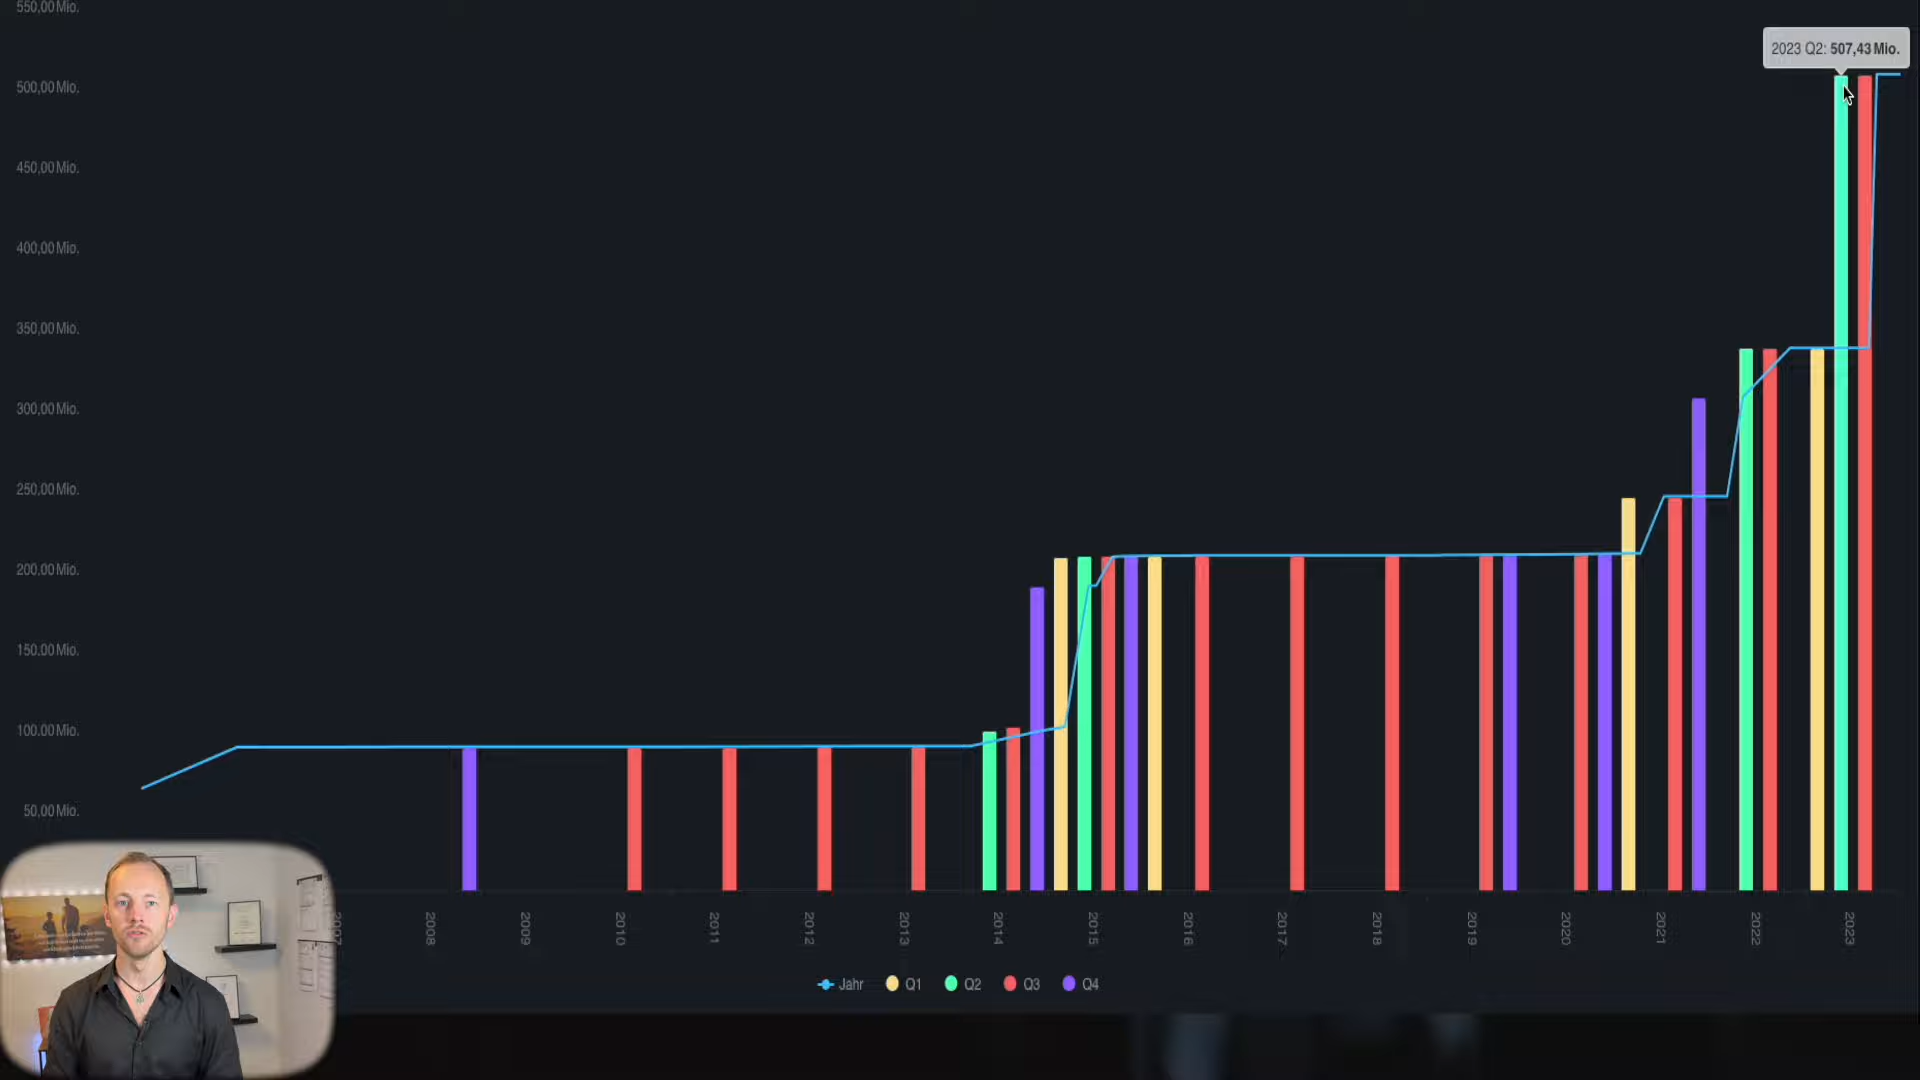 550,00 Mio.
2023 Q2: 507,43 Mio.
500,00 Mio.
450,00 Mio.
400,00 Mio.
350,00 Mio.
300,00 Mio.
250,00 Mio.
200,00 Mio.
150.00 Mio.
100.00 Mio.
50,00 Mio.
2007 2008 2009 2010 2011 2012 2013 2014 2015 2016 2017 2018 2019 2020 2021 2022 2023
Jahr Q1 Q2 Q3 Q4